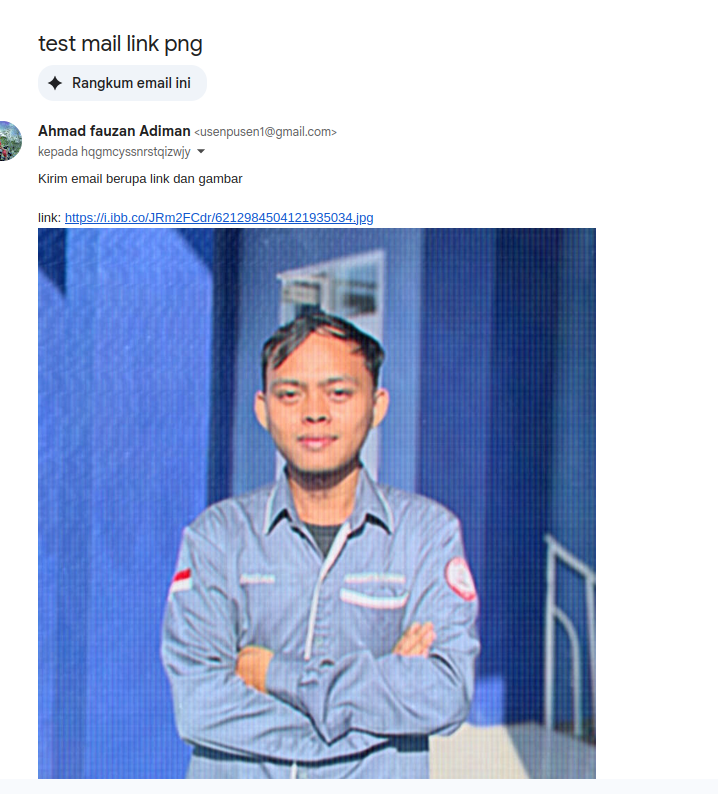 test mail link png
Rangkum email ini
Ahmad fauzan Adiman <usenpusen1@gmail.com>
kepada hqgmcyssnrstqizwjy
Kirim email berupa link dan gambar
link: https://i.ibb.co/JRm2FCdr/6212984504121935034.jpg